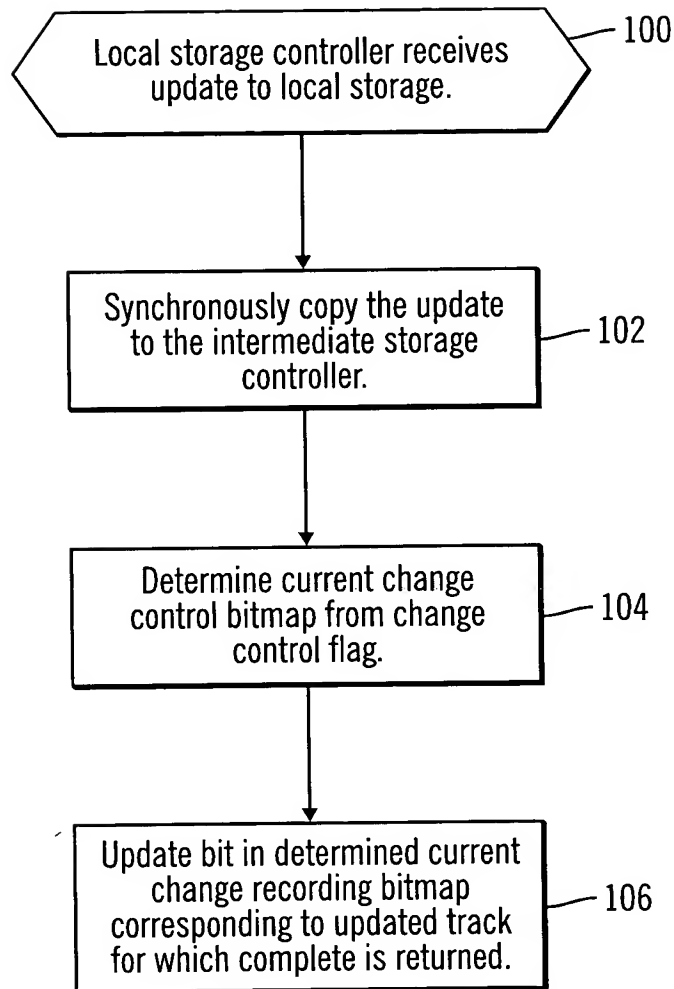 Local storage controller receives
update to local storage.
100
Synchronously copy the update
to the intermediate storage
controller.
102
Determine current change
control bitmap from change
control flag.
104
Update bit in determined current
change recording bitmap
corresponding to updated track
for which complete is returned.
106